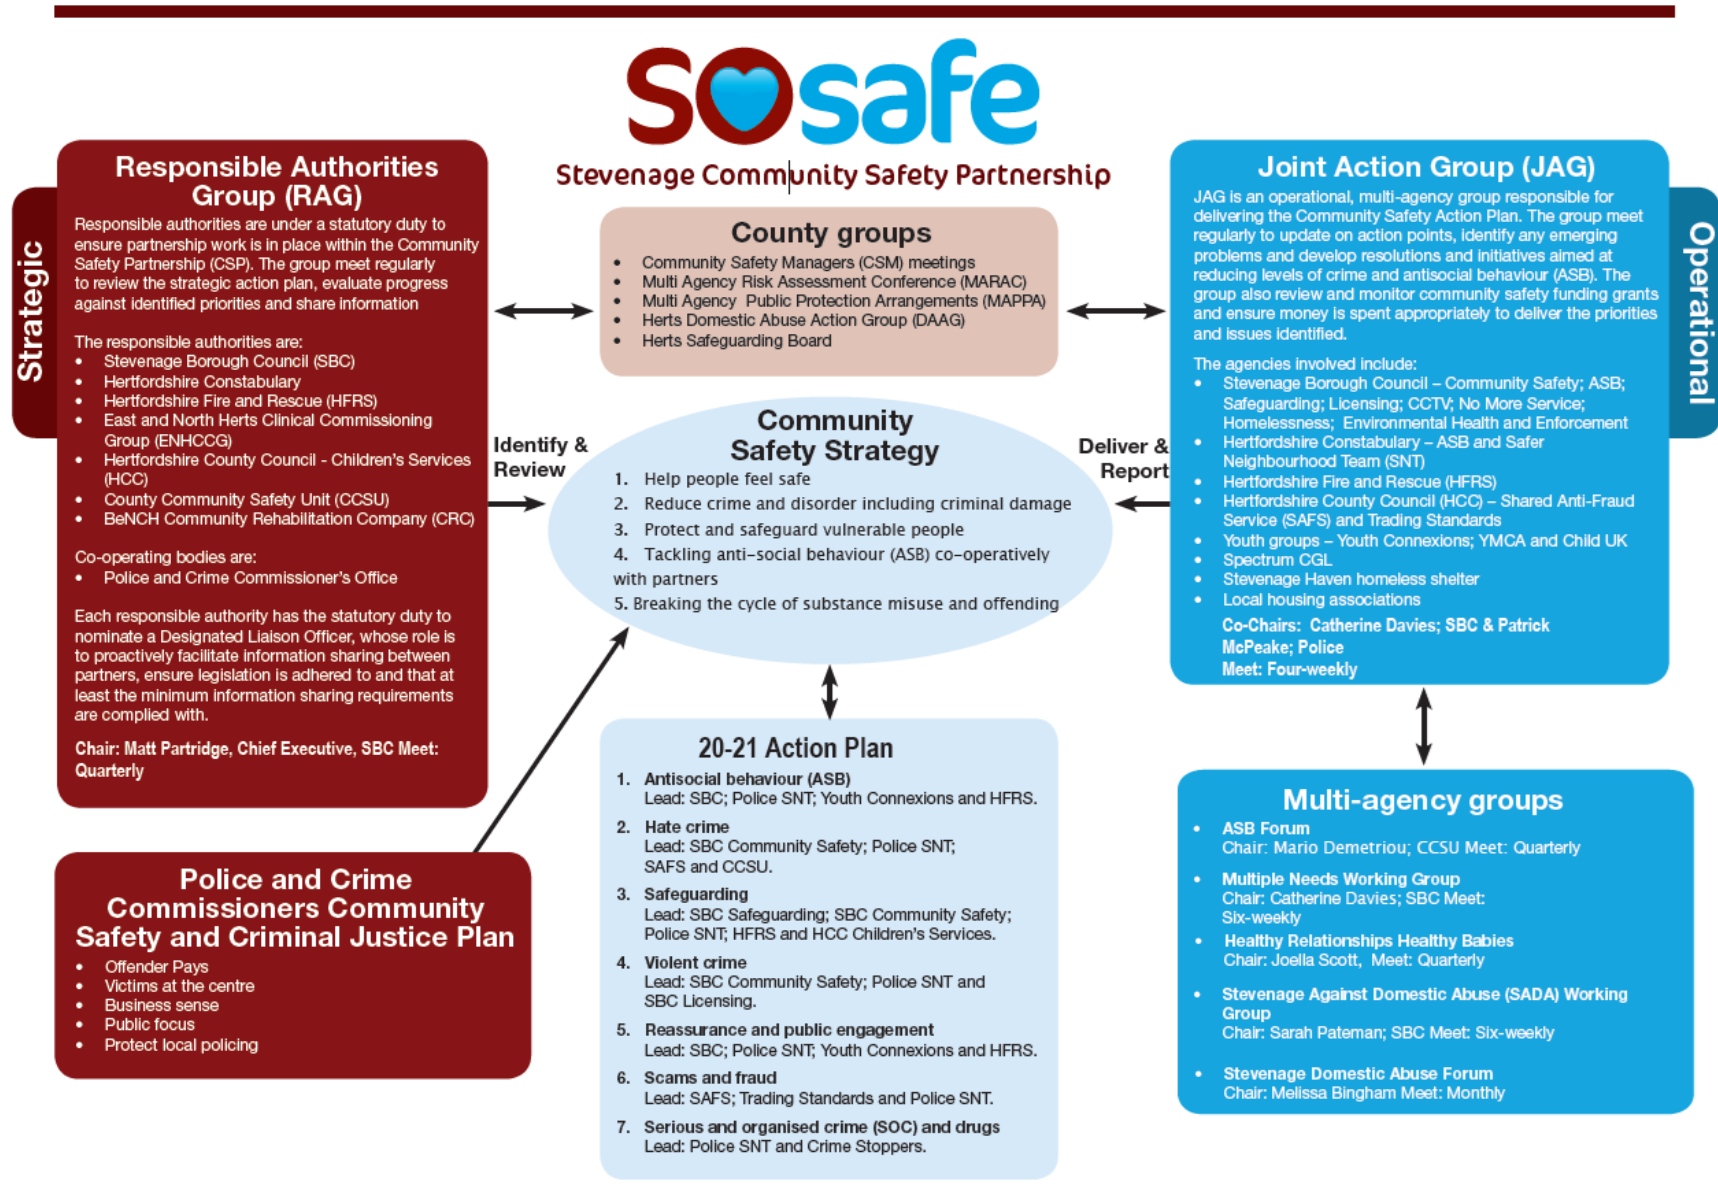 SOsafe
Stevenage Community Safety Partnership
Strategic
Responsible Authorities
Group (RAG)
Responsible authorities are under a statutory duty to
ensure partnership work is in place within the Community
Safety Partnership (CSP). The group meet regularly
to review the strategic action plan, evaluate progress
against identified priorities and share information
The responsible authorities are:
• Stevenage Borough Council (SBC)
• Hertfordshire Constabulary
• Hertfordshire Fire and Rescue (HFRS)
• East and North Herts Clinical Commissioning
Group (ENHCCG)
• Hertfordshire County Council - Children's Services
(HCC)
• County Community Safety Unit (CCSU)
• BeNCH Community Rehabilitation Company (CRC)
Co-operating bodies are:
• Police and Crime Commissioner's Office
Each responsible authority has the statutory duty to
nominate a Designated Liaison Officer, whose role is
to proactively facilitate information sharing between
partners, ensure legislation is adhered to and that at
least the minimum information sharing requirements
are complied with.
Chair: Matt Partridge, Chief Executive, SBC Meet:
Quarterly
Police and Crime
Commissioners Community
Safety and Criminal Justice Plan
• Offender Pays
• Victims at the centre
• Business sense
• Public focus
• Protect local policing
County groups
• Community Safety Managers (CSM) meetings
• Multi Agency Risk Assessment Conference (MARAC)
• Multi Agency Public Protection Arrangements (MAPPA)
• Herts Domestic Abuse Action Group (DAAG)
• Herts Safeguarding Board
Identify &
Review
Community
Safety Strategy
1. Help people feel safe
2. Reduce crime and disorder including criminal damage
3. Protect and safeguard vulnerable people
4. Tackling anti-social behaviour (ASB) co-operatively
with partners
5. Breaking the cycle of substance misuse and offending
Deliver &
Report
20-21 Action Plan
1. Antisocial behaviour (ASB)
Lead: SBC; Police SNT; Youth Connexions and HFRS.
2. Hate crime
Lead: SBC Community Safety; Police SNT;
SAFS and CCSU.
3. Safeguarding
Lead: SBC Safeguarding; SBC Community Safety;
Police SNT; HFRS and HCC Children's Services.
4. Violent crime
Lead: SBC Community Safety; Police SNT and
SBC Licensing.
5. Reassurance and public engagement
Lead: SBC; Police SNT; Youth Connexions and HFRS.
6. Scams and fraud
Lead: SAFS; Trading Standards and Police SNT.
7. Serious and organised crime (SOC) and drugs
Lead: Police SNT and Crime Stoppers.
Operational
Joint Action Group (JAG)
JAG is an operational, multi-agency group responsible for
delivering the Community Safety Action Plan. The group meet
regularly to update on action points, identify any emerging
problems and develop resolutions and initiatives aimed at
reducing levels of crime and antisocial behaviour (ASB). The
group also review and monitor community safety funding grants
and ensure money is spent appropriately to deliver the priorities
and issues identified.
The agencies involved include:
• Stevenage Borough Council – Community Safety; ASB;
Safeguarding; Licensing; CCTV; No More Service;
Homelessness; Environmental Health and Enforcement
• Hertfordshire Constabulary – ASB and Safer
Neighbourhood Team (SNT)
• Hertfordshire Fire and Rescue (HFRS)
• Hertfordshire County Council (HCC) – Shared Anti-Fraud
Service (SAFS) and Trading Standards
• Youth groups – Youth Connexions; YMCA and Child UK
• Spectrum CGL
• Stevenage Haven homeless shelter
• Local housing associations
Co-Chairs: Catherine Davies; SBC & Patrick
McPeake; Police
Meet: Four-weekly
Multi-agency groups
• ASB Forum
Chair: Mario Demetriou; CCSU Meet: Quarterly
• Multiple Needs Working Group
Chair: Catherine Davies; SBC Meet:
Six-weekly
• Healthy Relationships Healthy Babies
Chair: Joella Scott, Meet: Quarterly
• Stevenage Against Domestic Abuse (SADA) Working
Group
Chair: Sarah Pateman; SBC Meet: Six-weekly
• Stevenage Domestic Abuse Forum
Chair: Melissa Bingham Meet: Monthly